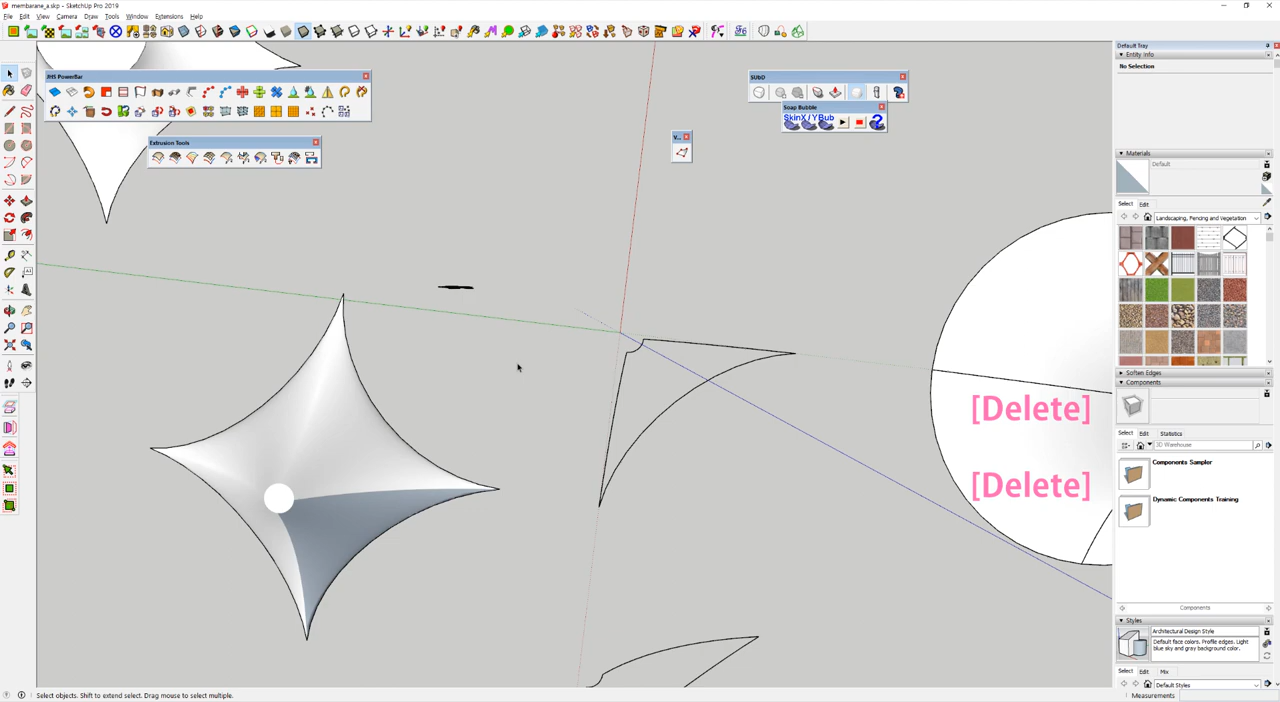 membarane_a.skp - SketchUp Pro 2019
File Edit View Camera Draw Tools Window Extensions Help
JHS Powerbar
Extrusion Tools
V...
SUbD
Soap Bubble
Skin X/Y Bub
Default Tray
Entity Info
No Selection
Materials
Default
Select Edit
Landscaping, Fencing and Vegetation
Soften Edges
Components
[Delete]
[Delete]
Select Edit Statistics
3D Warehouse
Components Sampler
Dynamic Components Training
Components
Styles
Architectural Design Style
Default face colors. Profile edges. Light
blue sky and gray background color.
Select Edit Mix
Default Styles
Select objects. Shift to extend select. Drag mouse to select multiple.
Measurements